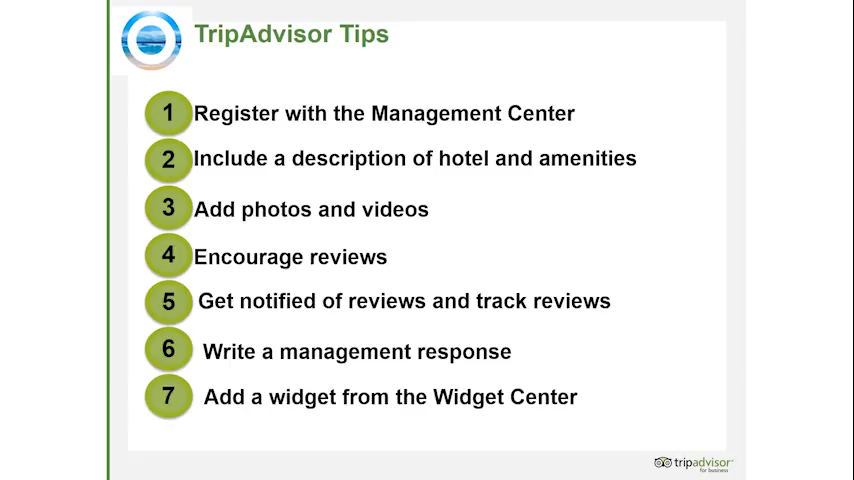 TripAdvisor Tips
1 Register with the Management Center
2 Include a description of hotel and amenities
3 Add photos and videos
4 Encourage reviews
5 Get notified of reviews and track reviews
6 Write a management response
7 Add a widget from the Widget Center
tripadvisor
for business